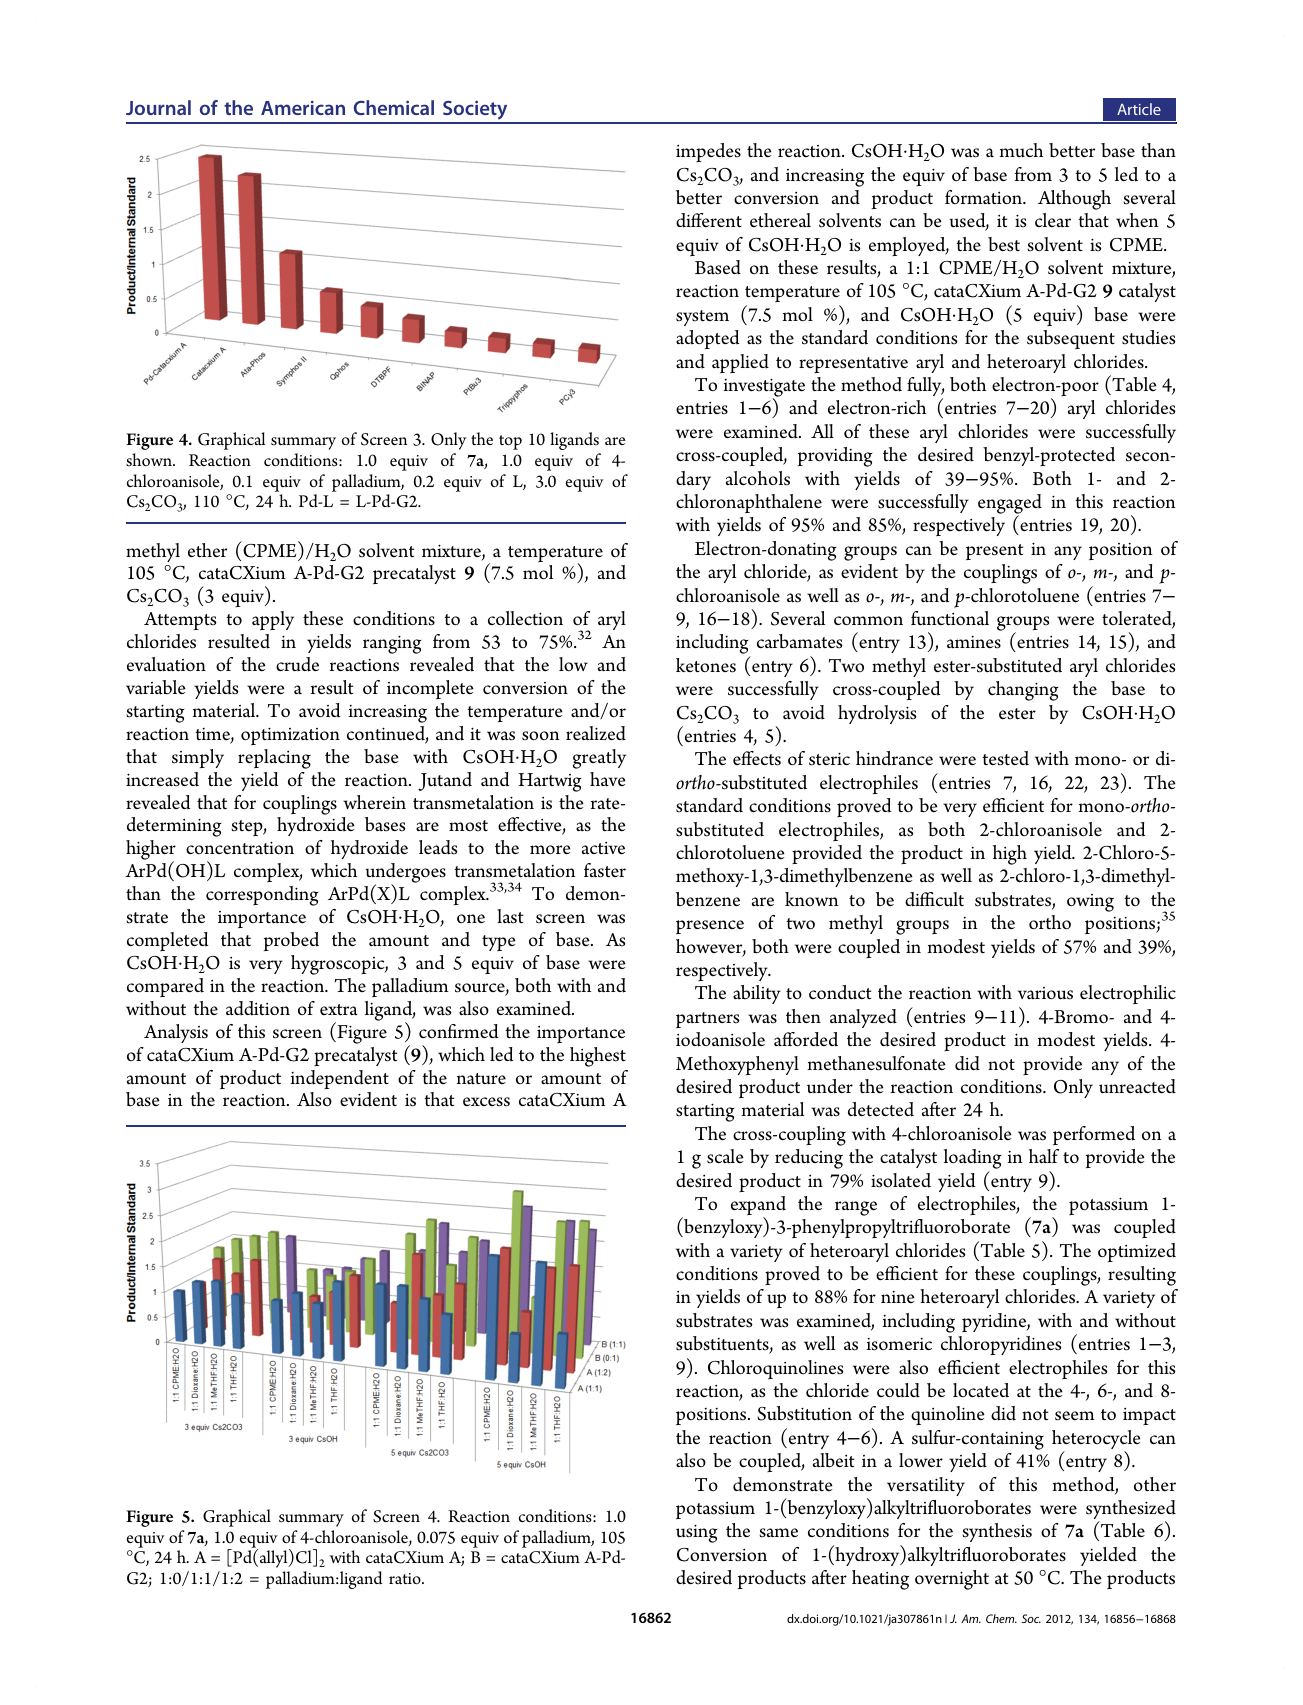 Journal of the American Chemical Society
Article
2.5
2
1.5
1
0.5
0
Product/Internal Standard
Pd-Catacxium A
Catacxium A
Ata-Phos
Symphos II
Qphos
DTBPF
BINAP
PtBu3
Trippyphos
PCy3
Figure 4. Graphical summary of Screen 3. Only the top 10 ligands are
shown. Reaction conditions: 1.0 equiv of 7a, 1.0 equiv of 4-
chloroanisole, 0.1 equiv of palladium, 0.2 equiv of L, 3.0 equiv of
Cs2CO3, 110 °C, 24 h. Pd-L = L-Pd-G2.
methyl ether (CPME)/H2O solvent mixture, a temperature of
105 °C, cataCXium A-Pd-G2 precatalyst 9 (7.5 mol %), and
Cs2CO3 (3 equiv).
Attempts to apply these conditions to a collection of aryl
chlorides resulted in yields ranging from 53 to 75%.32 An
evaluation of the crude reactions revealed that the low and
variable yields were a result of incomplete conversion of the
starting material. To avoid increasing the temperature and/or
reaction time, optimization continued, and it was soon realized
that simply replacing the base with CsOH·H2O greatly
increased the yield of the reaction. Jutand and Hartwig have
revealed that for couplings wherein transmetalation is the rate-
determining step, hydroxide bases are most effective, as the
higher concentration of hydroxide leads to the more active
ArPd(OH)L complex, which undergoes transmetalation faster
than the corresponding ArPd(X)L complex.33,34 To demon-
strate the importance of CsOH·H2O, one last screen was
completed that probed the amount and type of base. As
CsOH·H2O is very hygroscopic, 3 and 5 equiv of base were
compared in the reaction. The palladium source, both with and
without the addition of extra ligand, was also examined.
Analysis of this screen (Figure 5) confirmed the importance
of cataCXium A-Pd-G2 precatalyst (9), which led to the highest
amount of product independent of the nature or amount of
base in the reaction. Also evident is that excess cataCXium A
3.5
3
2.5
2
1.5
1
0.5
0
Product/Internal Standard
B (1:1)
B (0:1)
A (1:2)
A (1:1)
1:1 CPME:H2O
1:1 Dioxane:H2O
1:1 MeTHF:H2O
1:1 THF:H2O
3 equiv Cs2CO3
1:1 CPME:H2O
1:1 Dioxane:H2O
1:1 MeTHF:H2O
1:1 THF:H2O
3 equiv CsOH
1:1 CPME:H2O
1:1 Dioxane:H2O
1:1 MeTHF:H2O
1:1 THF:H2O
5 equiv Cs2CO3
1:1 CPME:H2O
1:1 Dioxane:H2O
1:1 MeTHF:H2O
1:1 THF:H2O
5 equiv CsOH
Figure 5. Graphical summary of Screen 4. Reaction conditions: 1.0
equiv of 7a, 1.0 equiv of 4-chloroanisole, 0.075 equiv of palladium, 105
°C, 24 h. A = [Pd(allyl)Cl]2 with cataCXium A; B = cataCXium A-Pd-
G2; 1:0/1:1/1:2 = palladium:ligand ratio.
impedes the reaction. CsOH·H2O was a much better base than
Cs2CO3, and increasing the equiv of base from 3 to 5 led to a
better conversion and product formation. Although several
different ethereal solvents can be used, it is clear that when 5
equiv of CsOH·H2O is employed, the best solvent is CPME.
Based on these results, a 1:1 CPME/H2O solvent mixture,
reaction temperature of 105 °C, cataCXium A-Pd-G2 9 catalyst
system (7.5 mol %), and CsOH·H2O (5 equiv) base were
adopted as the standard conditions for the subsequent studies
and applied to representative aryl and heteroaryl chlorides.
To investigate the method fully, both electron-poor (Table 4,
entries 1−6) and electron-rich (entries 7−20) aryl chlorides
were examined. All of these aryl chlorides were successfully
cross-coupled, providing the desired benzyl-protected secon-
dary alcohols with yields of 39−95%. Both 1- and 2-
chloronaphthalene were successfully engaged in this reaction
with yields of 95% and 85%, respectively (entries 19, 20).
Electron-donating groups can be present in any position of
the aryl chloride, as evident by the couplings of o-, m-, and p-
chloroanisole as well as o-, m-, and p-chlorotoluene (entries 7−
9, 16−18). Several common functional groups were tolerated,
including carbamates (entry 13), amines (entries 14, 15), and
ketones (entry 6). Two methyl ester-substituted aryl chlorides
were successfully cross-coupled by changing the base to
Cs2CO3 to avoid hydrolysis of the ester by CsOH·H2O
(entries 4, 5).
The effects of steric hindrance were tested with mono- or di-
ortho-substituted electrophiles (entries 7, 16, 22, 23). The
standard conditions proved to be very efficient for mono-ortho-
substituted electrophiles, as both 2-chloroanisole and 2-
chlorotoluene provided the product in high yield. 2-Chloro-5-
methoxy-1,3-dimethylbenzene as well as 2-chloro-1,3-dimethyl-
benzene are known to be difficult substrates, owing to the
presence of two methyl groups in the ortho positions;35
however, both were coupled in modest yields of 57% and 39%,
respectively.
The ability to conduct the reaction with various electrophilic
partners was then analyzed (entries 9−11). 4-Bromo- and 4-
iodoanisole afforded the desired product in modest yields. 4-
Methoxyphenyl methanesulfonate did not provide any of the
desired product under the reaction conditions. Only unreacted
starting material was detected after 24 h.
The cross-coupling with 4-chloroanisole was performed on a
1 g scale by reducing the catalyst loading in half to provide the
desired product in 79% isolated yield (entry 9).
To expand the range of electrophiles, the potassium 1-
(benzyloxy)-3-phenylpropyltrifluoroborate (7a) was coupled
with a variety of heteroaryl chlorides (Table 5). The optimized
conditions proved to be efficient for these couplings, resulting
in yields of up to 88% for nine heteroaryl chlorides. A variety of
substrates was examined, including pyridine, with and without
substituents, as well as isomeric chloropyridines (entries 1−3,
9). Chloroquinolines were also efficient electrophiles for this
reaction, as the chloride could be located at the 4-, 6-, and 8-
positions. Substitution of the quinoline did not seem to impact
the reaction (entry 4−6). A sulfur-containing heterocycle can
also be coupled, albeit in a lower yield of 41% (entry 8).
To demonstrate the versatility of this method, other
potassium 1-(benzyloxy)alkyltrifluoroborates were synthesized
using the same conditions for the synthesis of 7a (Table 6).
Conversion of 1-(hydroxy)alkyltrifluoroborates yielded the
desired products after heating overnight at 50 °C. The products
16862
dx.doi.org/10.1021/ja307861n | J. Am. Chem. Soc. 2012, 134, 16856−16868